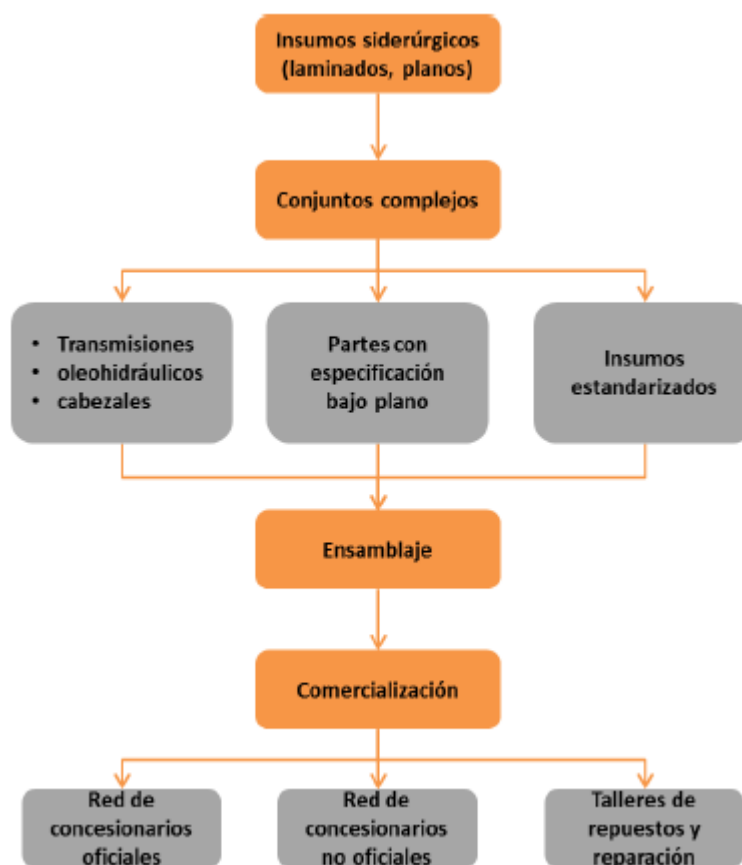 Insumos siderúrgicos
(laminados, planos)
Conjuntos complejos
• Transmisiones
• oleohidráulicos
• cabezales
Partes con
especificación
bajo plano
Insumos
estandarizados
Ensamblaje
Comercialización
Red de
concesionarios
oficiales
Red de
concesionarios
no oficiales
Talleres de
repuestos y
reparación